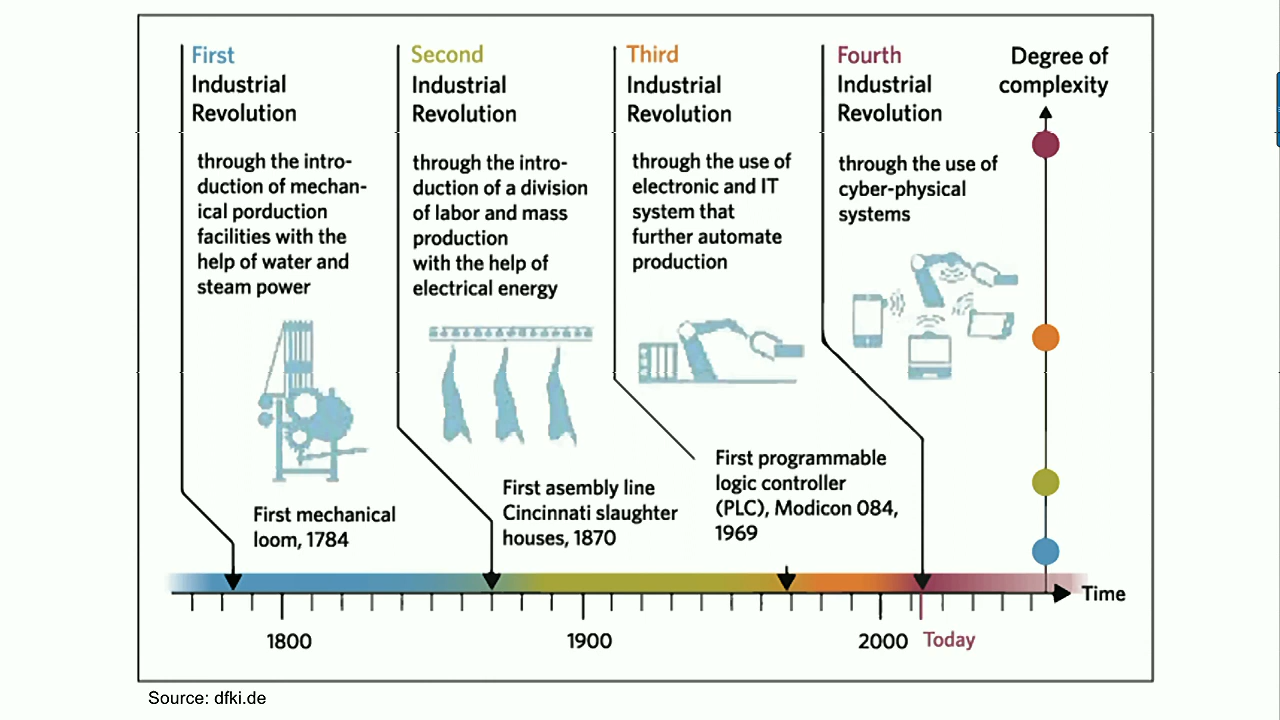 First
Industrial
Revolution
through the intro-
duction of mechan-
ical porduction
facilities with the
help of water and
steam power
First mechanical
loom, 1784
Second
Industrial
Revolution
through the intro-
duction of a division
of labor and mass
production
with the help of
electrical energy
First asembly line
Cincinnati slaughter
houses, 1870
Third
Industrial
Revolution
through the use of
electronic and IT
system that
further automate
production
First programmable
logic controller
(PLC), Modicon 084,
1969
Fourth
Industrial
Revolution
through the use of
cyber-physical
systems
Degree of
complexity
Time
1800
1900
2000
Today
Source: dfki.de